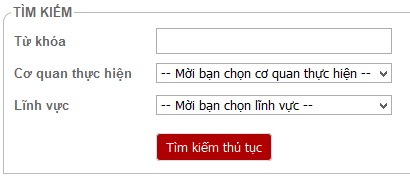 TÌM KIẾM
Từ khóa
Cơ quan thực hiện -- Mời bạn chọn cơ quan thực hiện --
Lĩnh vực -- Mời bạn chọn lĩnh vực --
Tìm kiếm thủ tục